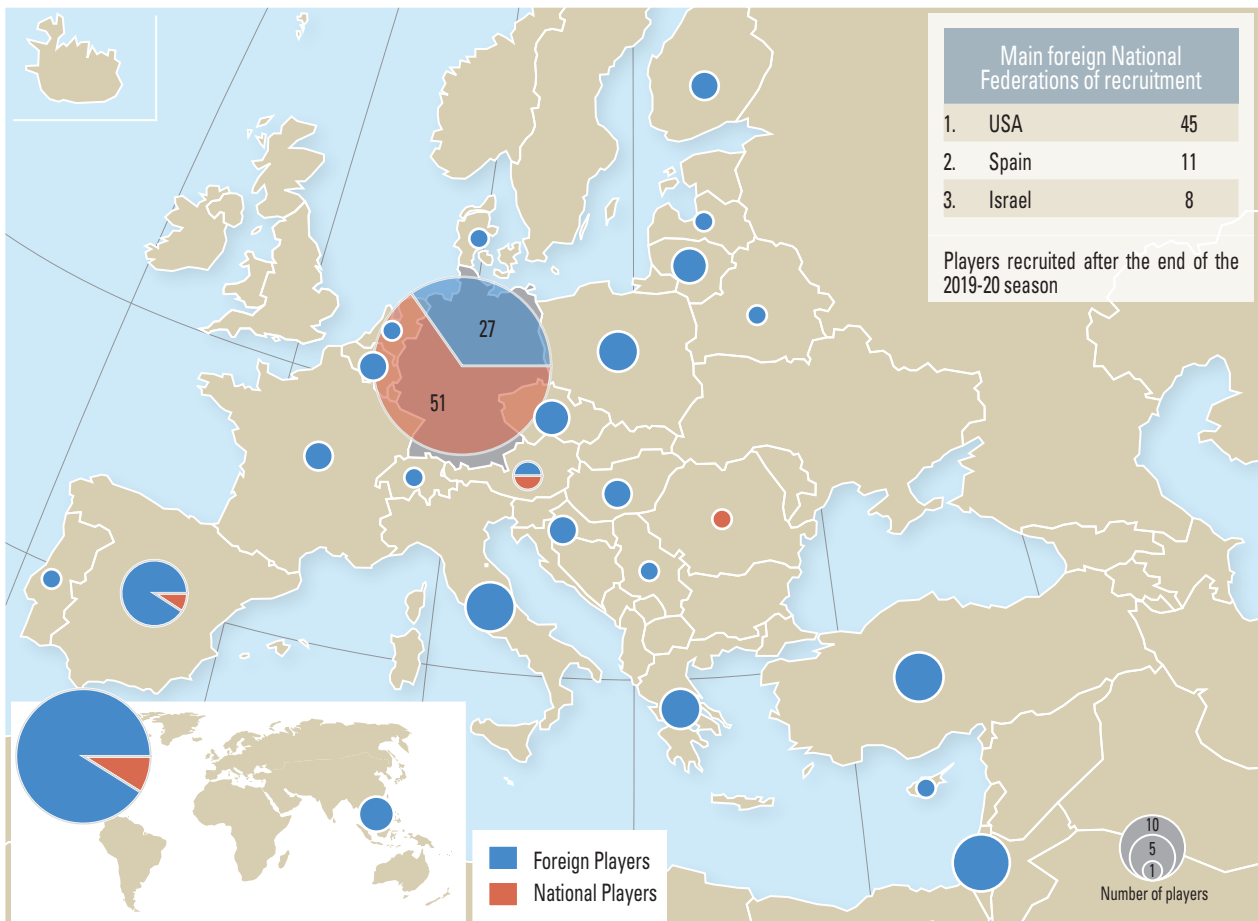 Main foreign National
Federations of recruitment
1. USA 45
2. Spain 11
3. Israel 8
Players recruited after the end of the
2019-20 season
27
51
Foreign Players
National Players
10
5
1
Number of players